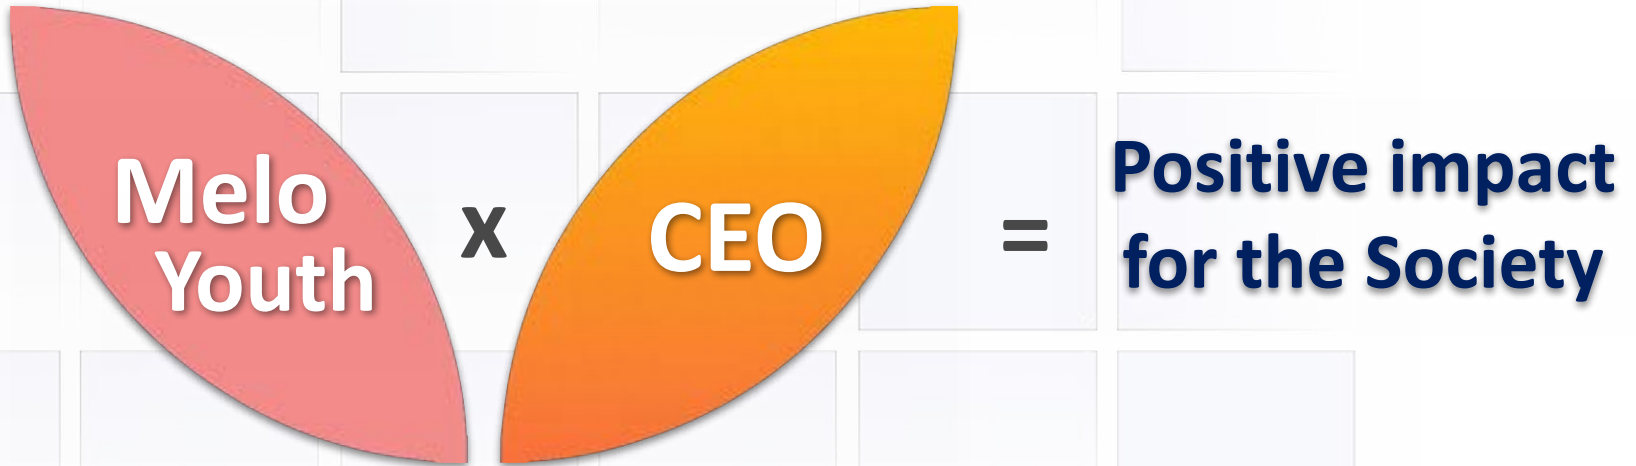 Melo
Youth
x
CEO
=
Positive impact
for the Society